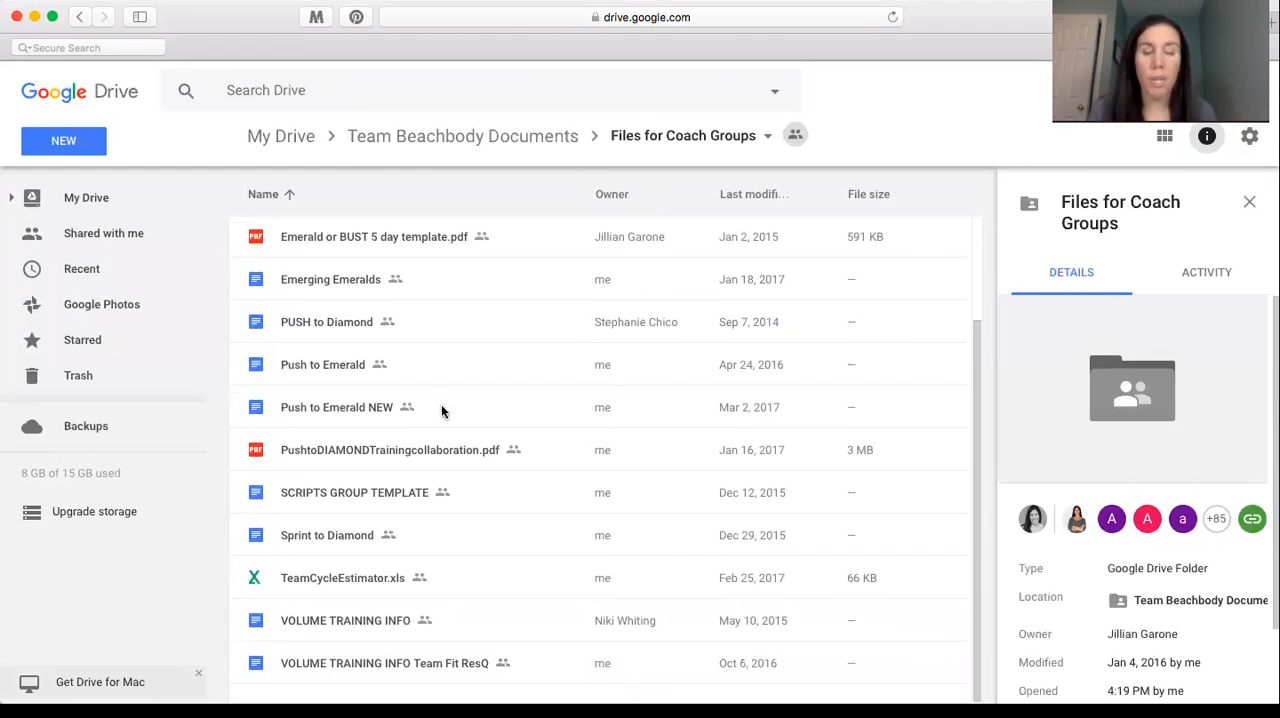 drive.google.com
Secure Search
Google Drive
Search Drive
NEW
My Drive > Team Beachbody Documents > Files for Coach Groups
My Drive
Shared with me
Recent
Google Photos
Starred
Trash
Backups
8 GB of 15 GB used
Upgrade storage
Get Drive for Mac
Name Owner Last modifi... File size
Emerald or BUST 5 day template.pdf Jillian Garone Jan 2, 2015 591 KB
Emerging Emeralds me Jan 18, 2017 —
PUSH to Diamond Stephanie Chico Sep 7, 2014 —
Push to Emerald me Apr 24, 2016 —
Push to Emerald NEW me Mar 2, 2017 —
PushtoDIAMONDTrainingcollaboration.pdf me Jan 16, 2017 3 MB
SCRIPTS GROUP TEMPLATE me Dec 12, 2015 —
Sprint to Diamond me Dec 29, 2015 —
TeamCycleEstimator.xls me Feb 25, 2017 66 KB
VOLUME TRAINING INFO Niki Whiting May 10, 2015 —
VOLUME TRAINING INFO Team Fit ResQ me Oct 6, 2016 —
Files for Coach
Groups
DETAILS ACTIVITY
A A a +85
Type Google Drive Folder
Location Team Beachbody Docume
Owner Jillian Garone
Modified Jan 4, 2016 by me
Opened 4:19 PM by me